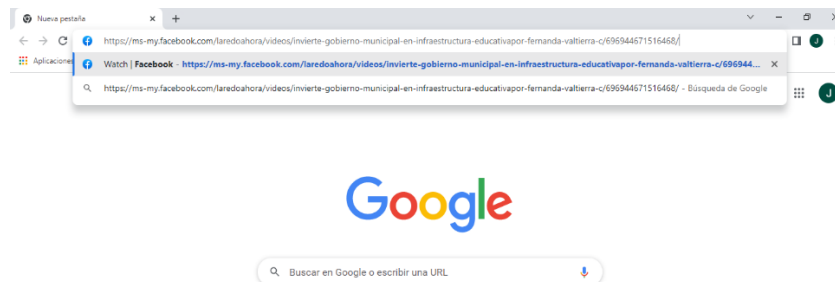 Nueva pestaña
https://ms-my.facebook.com/laredoahora/videos/invierte-gobierno-municipal-en-infraestructura-educativapor-fernanda-valtierra-c/696944671516468/
J
Aplicaciones
Watch | Facebook - https://ms-my.facebook.com/laredoahora/videos/invierte-gobierno-municipal-en-infraestructura-educativapor-fernanda-valtierra-c/696944...
https://ms-my.facebook.com/laredoahora/videos/invierte-gobierno-municipal-en-infraestructura-educativapor-fernanda-valtierra-c/696944671516468/ - Búsqueda de Google
J
Google
Buscar en Google o escribir una URL